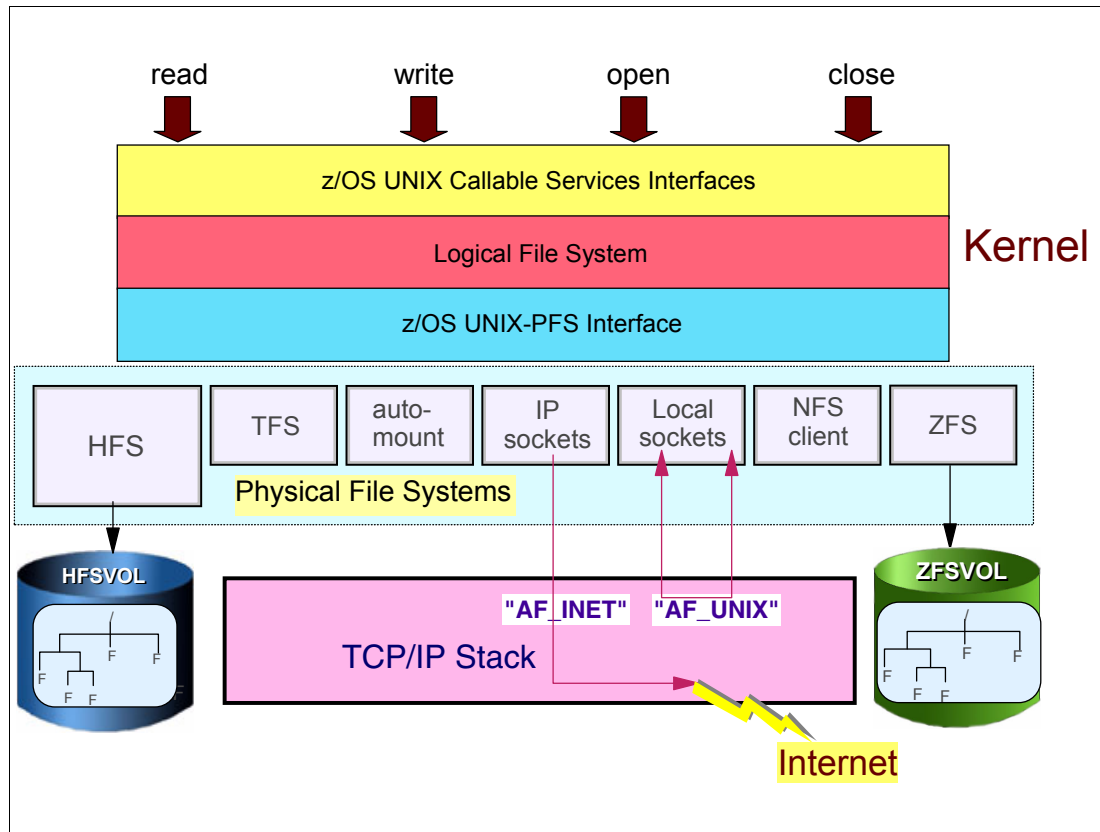 read write open close
z/OS UNIX Callable Services Interfaces
Logical File System
Kernel
z/OS UNIX-PFS Interface
HFS
TFS
auto-
mount
IP
sockets
Local
sockets
NFS
client
ZFS
Physical File Systems
HFSVOL
/
F
F
F
F
F
F
"AF_INET" "AF_UNIX"
TCP/IP Stack
ZFSVOL
/
F
F
F
F
F
Internet